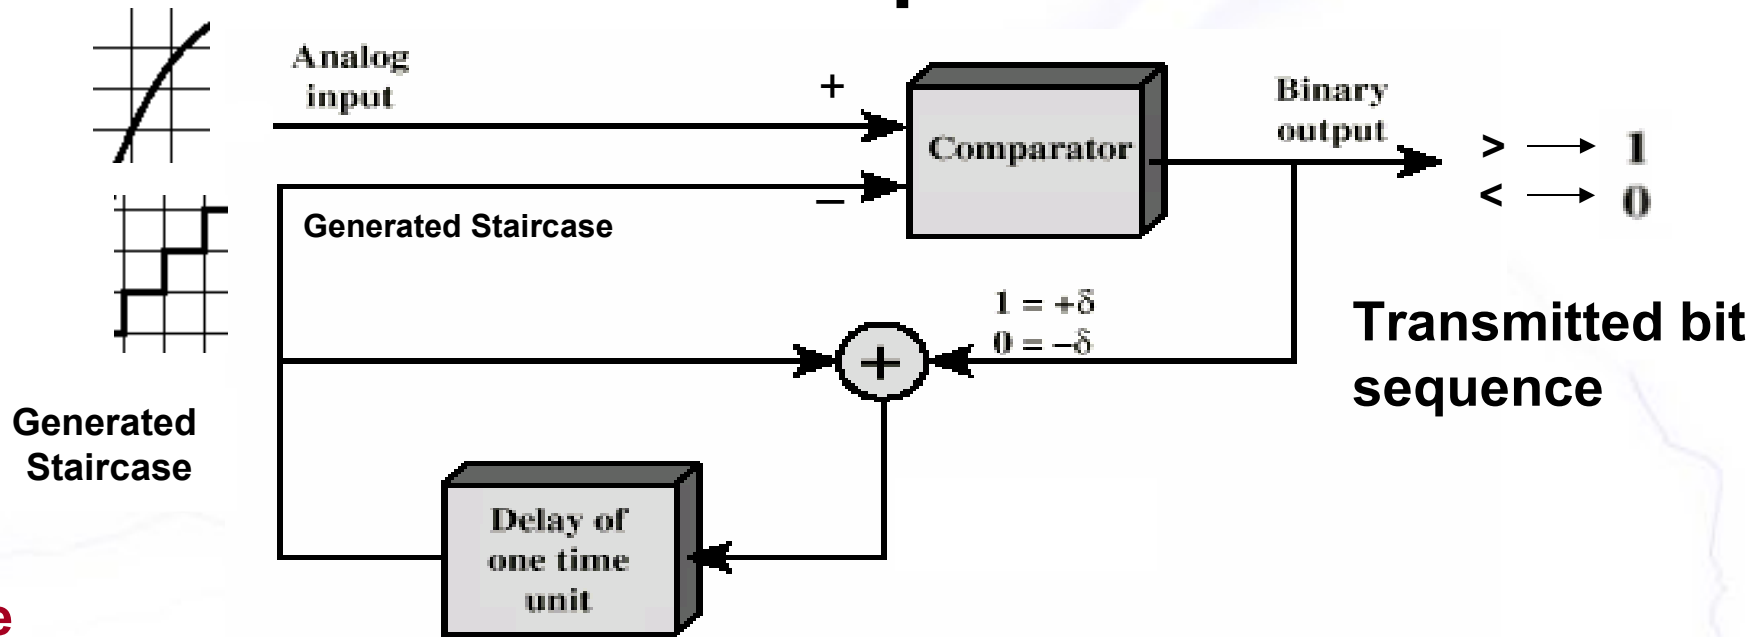 Analog
input
+
Comparator
Binary
output
> → 1
< → 0
−
Generated Staircase
1 = +δ
0 = −δ
+
Transmitted bit
sequence
Generated
Staircase
Delay of
one time
unit
e